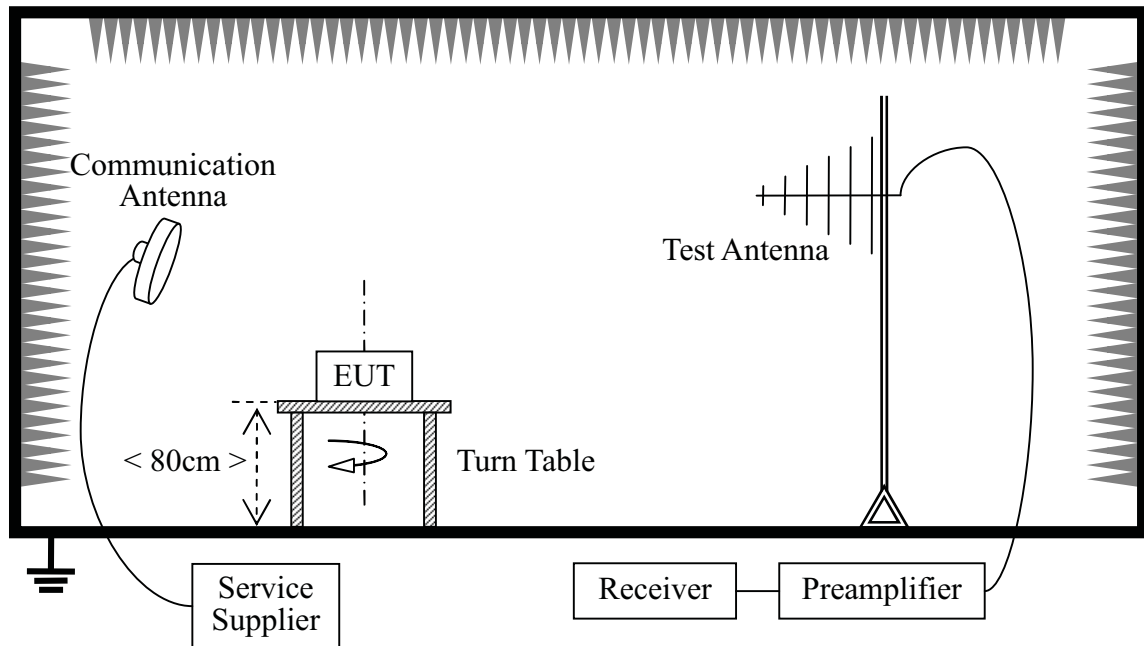 Communication
Antenna
Test Antenna
EUT
< 80cm >
Turn Table
Service
Supplier
Receiver
Preamplifier